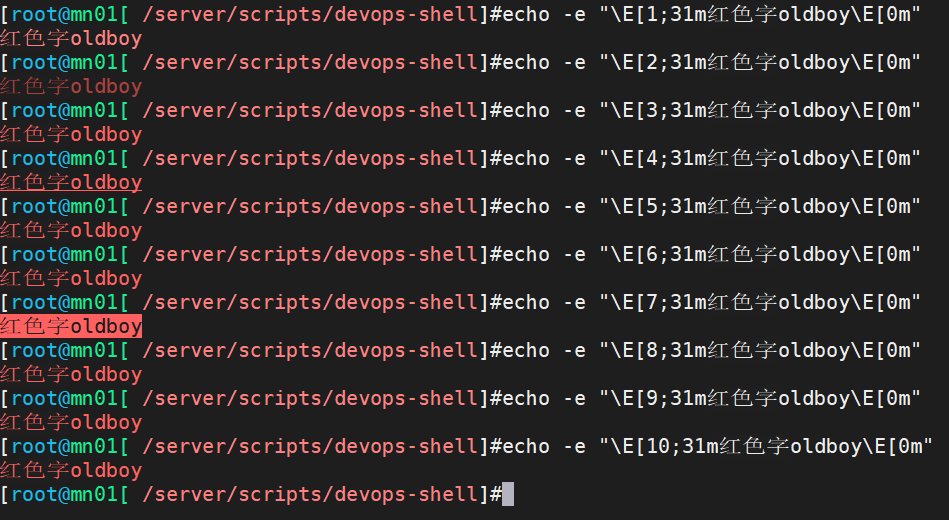 [root@mn01[ /server/scripts/devops-shell]#echo -e "\E[1;31m红色字oldboy\E[0m"
红色字oldboy
[root@mn01[ /server/scripts/devops-shell]#echo -e "\E[2;31m红色字oldboy\E[0m"
红色字oldboy
[root@mn01[ /server/scripts/devops-shell]#echo -e "\E[3;31m红色字oldboy\E[0m"
红色字oldboy
[root@mn01[ /server/scripts/devops-shell]#echo -e "\E[4;31m红色字oldboy\E[0m"
红色字oldboy
[root@mn01[ /server/scripts/devops-shell]#echo -e "\E[5;31m红色字oldboy\E[0m"
红色字oldboy
[root@mn01[ /server/scripts/devops-shell]#echo -e "\E[6;31m红色字oldboy\E[0m"
红色字oldboy
[root@mn01[ /server/scripts/devops-shell]#echo -e "\E[7;31m红色字oldboy\E[0m"
红色字oldboy
[root@mn01[ /server/scripts/devops-shell]#echo -e "\E[8;31m红色字oldboy\E[0m"
红色字oldboy
[root@mn01[ /server/scripts/devops-shell]#echo -e "\E[9;31m红色字oldboy\E[0m"
红色字oldboy
[root@mn01[ /server/scripts/devops-shell]#echo -e "\E[10;31m红色字oldboy\E[0m"
红色字oldboy
[root@mn01[ /server/scripts/devops-shell]#